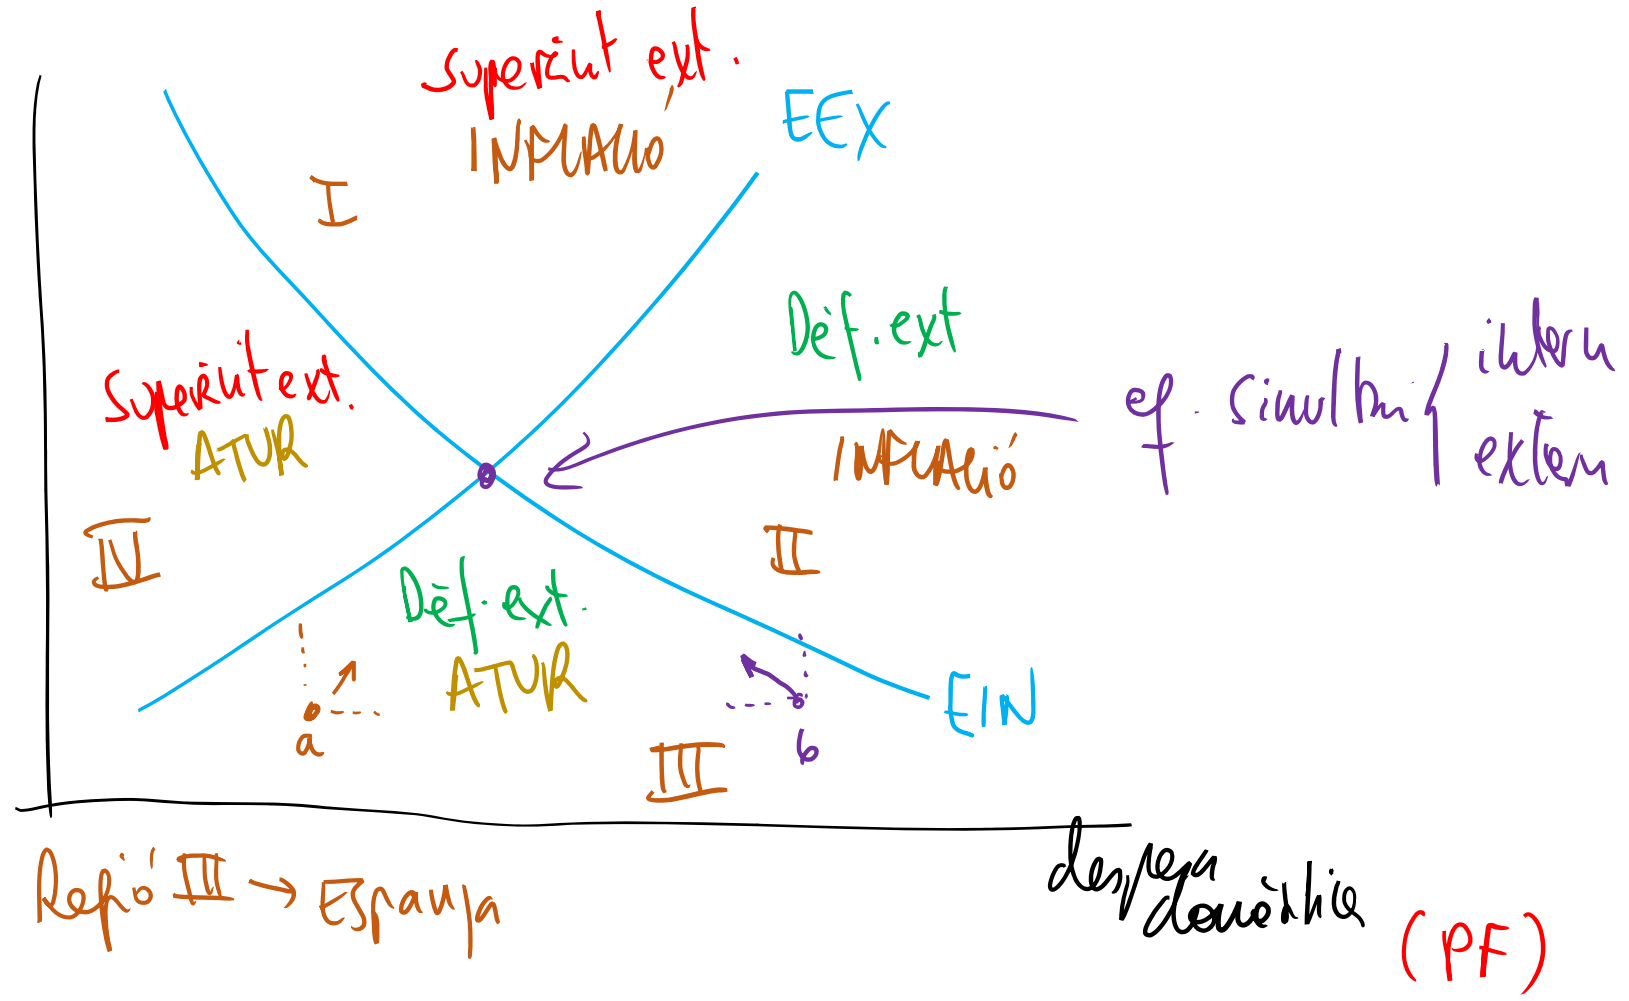 Superàvit ext.
INFLACIÓ
EEX
I
Dèf. ext
intern
Superàvit ext.
ATUR
eq. simultani
INFLACIÓ
extern
IV
II
Dèf. ext.
ATUR
EIN
a
b
III
Regió III → Espanya
despesa
domèstica
(PF)